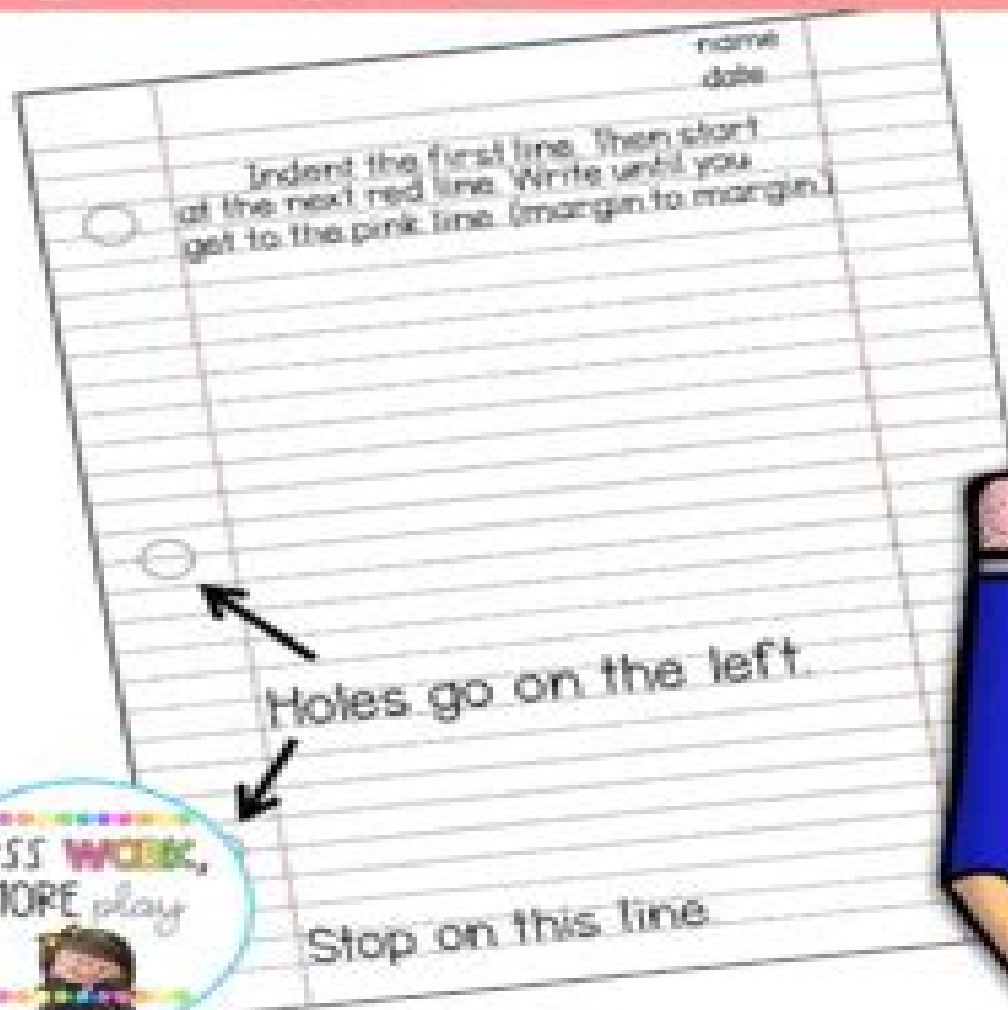 name
date
Indent the first line. Then start
at the next red line. Write until you
get to the pink line. (margin to margin.)
Holes go on the left.
SS WORK,
MORE play
Stop on this line